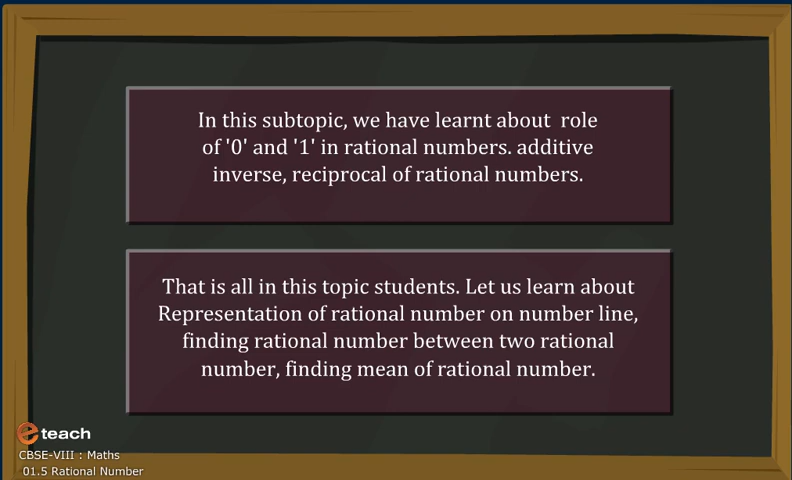 In this subtopic, we have learnt about  role
of '0' and '1' in rational numbers. additive
inverse, reciprocal of rational numbers.
That is all in this topic students. Let us learn about
Representation of rational number on number line,
finding rational number between two rational
number, finding mean of rational number.
e teach
CBSE-VIII : Maths
01.5 Rational Number